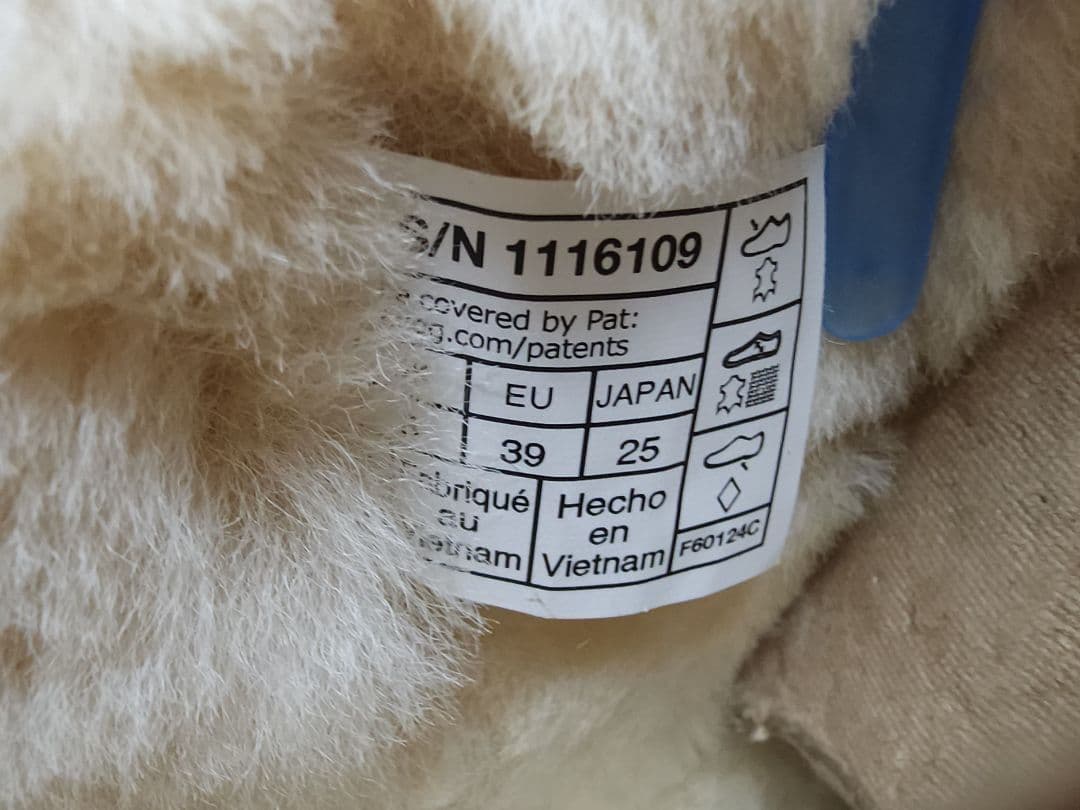 S/N 1116109
covered by Pat:
g.com/patents
EU JAPAN
39 25
Fabriqué
au
Vietnam
Hecho
en
Vietnam
F60124C